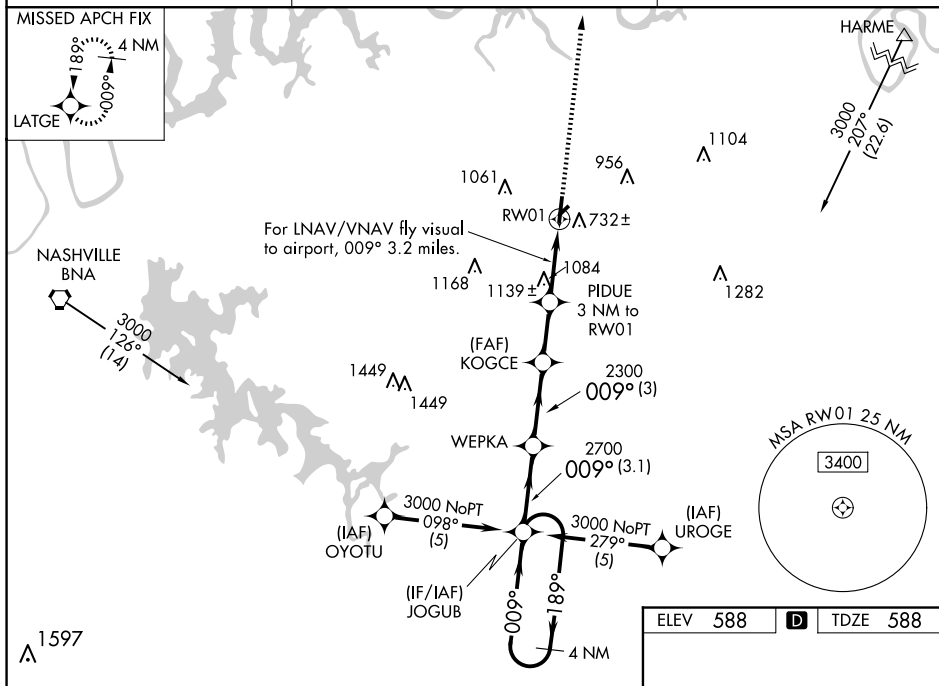 MISSED APCH FIX
4 NM
189°
009°
LATGE
HARME
3000
207°
(22.6)
1104
956
1061
RW01
732±
For LNAV/VNAV fly visual
to airport, 009° 3.2 miles.
NASHVILLE
BNA
3000
126°
(14)
1168
1139±
1084
1282
PIDUE
3 NM to
RW01
(FAF)
KOGCE
1449
1449
2300
009° (3)
WEPKA
2700
009° (3.1)
MSA RW01 25 NM
3400
3000 NoPT
098°
(5)
(IAF)
OYOTU
3000 NoPT
279°
(5)
(IAF)
UROGE
(IF/IAF)
JOGUB
009°
189°
4 NM
1597
ELEV 588 D TDZE 588